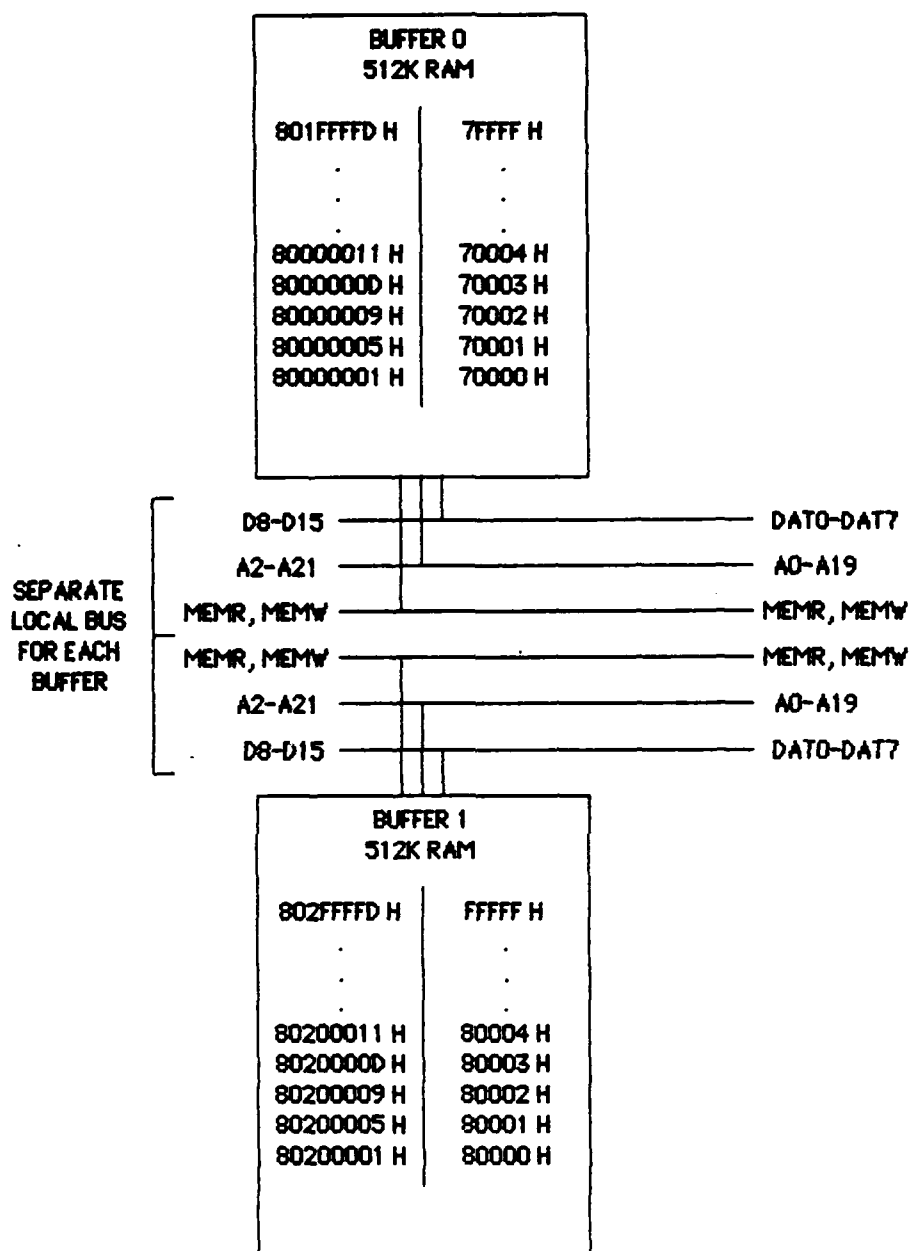 BUFFER 0
512K RAM
801FFFFD H 7FFFF H
. .
. .
. .
80000011 H 70004 H
8000000D H 70003 H
80000009 H 70002 H
80000005 H 70001 H
80000001 H 70000 H
D8-D15 DAT0-DAT7
A2-A21 A0-A19
MEMR, MEMW MEMR, MEMW
SEPARATE
LOCAL BUS
FOR EACH
BUFFER
MEMR, MEMW MEMR, MEMW
A2-A21 A0-A19
D8-D15 DAT0-DAT7
BUFFER 1
512K RAM
802FFFFD H FFFFF H
. .
. .
. .
80200011 H 80004 H
8020000D H 80003 H
80200009 H 80002 H
80200005 H 80001 H
80200001 H 80000 H